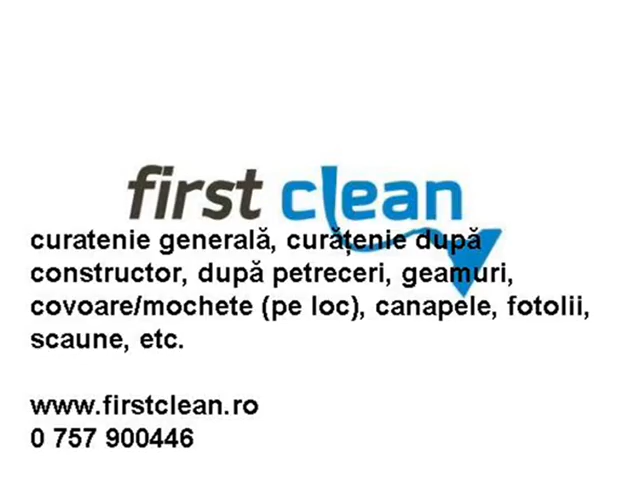 first clean
curatenie generală, curățenie după
constructor, după petreceri, geamuri,
covoare/mochete (pe loc), canapele, fotolii,
scaune, etc.
www.firstclean.ro
0 757 900446